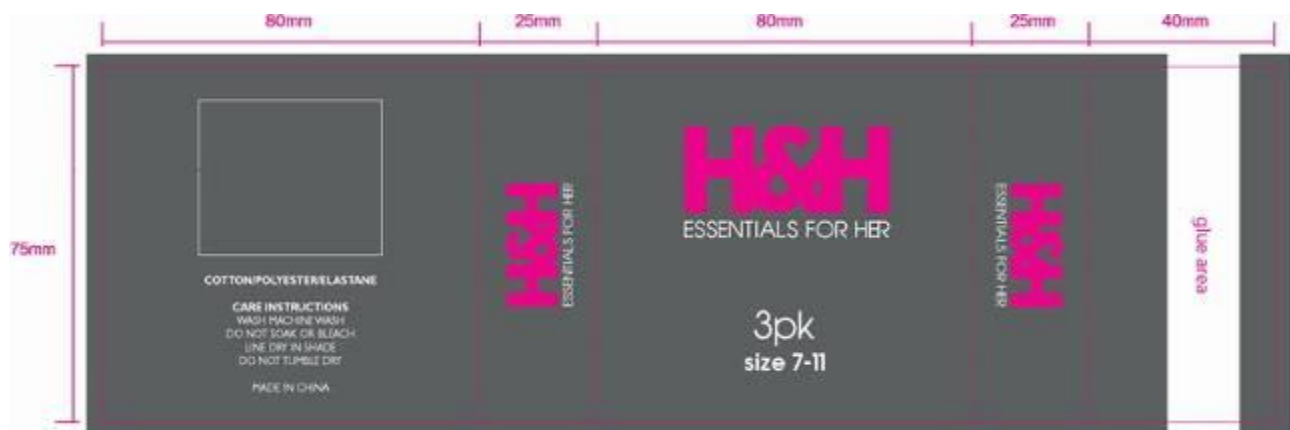 80mm
25mm
80mm
25mm
40mm
75mm
COTTON/POLYESTER/ELASTANE
CARE INSTRUCTIONS
WASH MACHINE WASH
DO NOT SOAK OR BLEACH
LINE DRY IN SHADE
DO NOT TUMBLE DRY
MADE IN CHINA
H&H
ESSENTIALS FOR HER
H&H
ESSENTIALS FOR HER
3pk
size 7-11
H&H
ESSENTIALS FOR HER
glue area